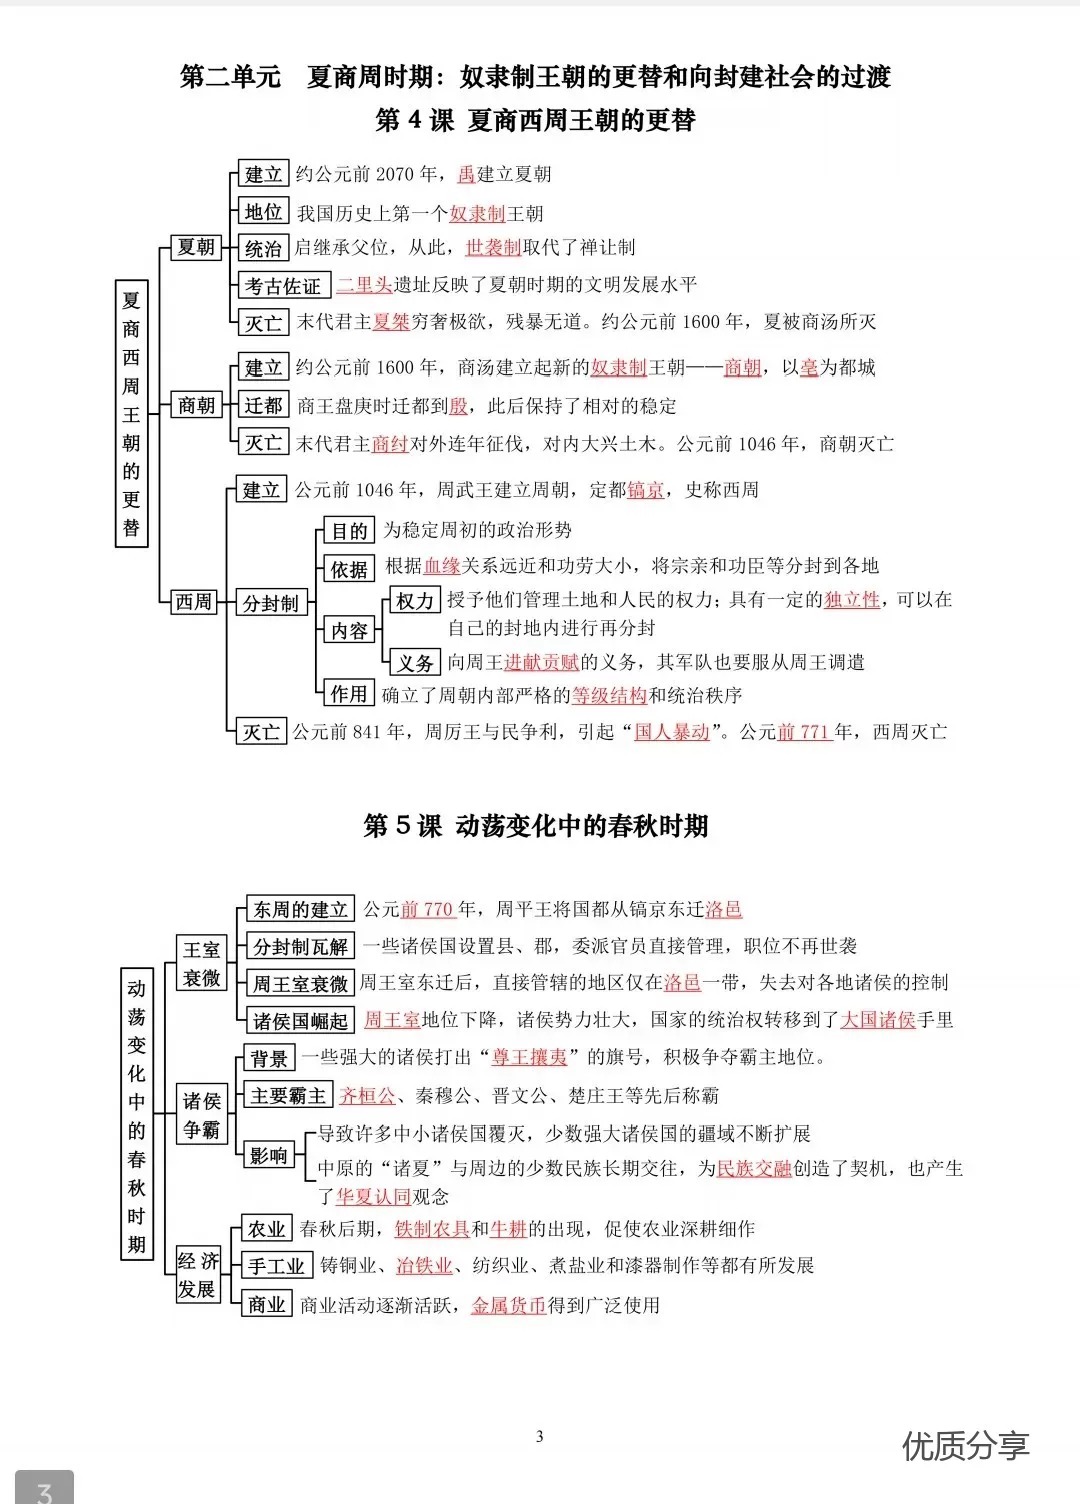 第二单元 夏商周时期：奴隶制王朝的更替和向封建社会的过渡
第 4 课 夏商西周王朝的更替
夏商西周王朝的更替
夏朝
建立 约公元前 2070 年，禹建立夏朝
地位 我国历史上第一个奴隶制王朝
统治 启继承父位，从此，世袭制取代了禅让制
考古佐证 二里头遗址反映了夏朝时期的文明发展水平
灭亡 末代君主夏桀穷奢极欲，残暴无道。约公元前 1600 年，夏被商汤所灭
商朝
建立 约公元前 1600 年，商汤建立起新的奴隶制王朝——商朝，以亳为都城
迁都 商王盘庚时迁都到殷，此后保持了相对的稳定
灭亡 末代君主商纣对外连年征伐，对内大兴土木。公元前 1046 年，商朝灭亡
西周
建立 公元前 1046 年，周武王建立周朝，定都镐京，史称西周
分封制
目的 为稳定周初的政治形势
依据 根据血缘关系远近和功劳大小，将宗亲和功臣等分封到各地
内容
权力 授予他们管理土地和人民的权力；具有一定的独立性，可以在
自己的封地内进行再分封
义务 向周王进献贡赋的义务，其军队也要服从周王调遣
作用 确立了周朝内部严格的等级结构和统治秩序
灭亡 公元前 841 年，周厉王与民争利，引起“国人暴动”。公元前 771 年，西周灭亡
第 5 课 动荡变化中的春秋时期
动荡变化中的春秋时期
王室
衰微
东周的建立 公元前 770 年，周平王将国都从镐京东迁洛邑
分封制瓦解 一些诸侯国设置县、郡，委派官员直接管理，职位不再世袭
周王室衰微 周王室东迁后，直接管辖的地区仅在洛邑一带，失去对各地诸侯的控制
诸侯国崛起 周王室地位下降，诸侯势力壮大，国家的统治权转移到了大国诸侯手里
诸侯
争霸
背景 一些强大的诸侯打出“尊王攘夷”的旗号，积极争夺霸主地位。
主要霸主 齐桓公、秦穆公、晋文公、楚庄王等先后称霸
影响
导致许多中小诸侯国覆灭，少数强大诸侯国的疆域不断扩展
中原的“诸夏”与周边的少数民族长期交往，为民族交融创造了契机，也产生
了华夏认同观念
经济
发展
农业 春秋后期，铁制农具和牛耕的出现，促使农业深耕细作
手工业 铸铜业、冶铁业、纺织业、煮盐业和漆器制作等都有所发展
商业 商业活动逐渐活跃，金属货币得到广泛使用
3
优质分享
3